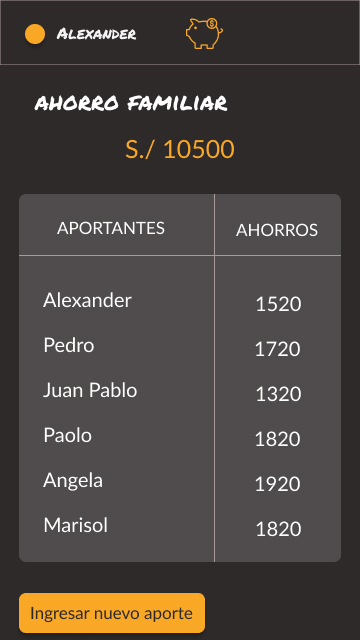 Alexander
AHORRO FAMILIAR
S./ 10500
APORTANTES AHORROS
Alexander 1520
Pedro 1720
Juan Pablo 1320
Paolo 1820
Angela 1920
Marisol 1820
Ingresar nuevo aporte